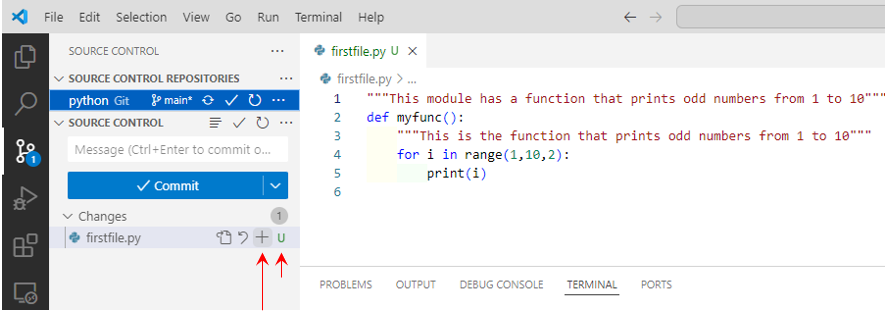 File Edit Selection View Go Run Terminal Help
SOURCE CONTROL
SOURCE CONTROL REPOSITORIES
python Git main*
SOURCE CONTROL
Message (Ctrl+Enter to commit o...
Commit
Changes 1
firstfile.py U
1
firstfile.py U
firstfile.py > ...
1 """This module has a function that prints odd numbers from 1 to 10"""
2 def myfunc():
3 """This is the function that prints odd numbers from 1 to 10"""
4 for i in range(1,10,2):
5 print(i)
6
PROBLEMS OUTPUT DEBUG CONSOLE TERMINAL PORTS